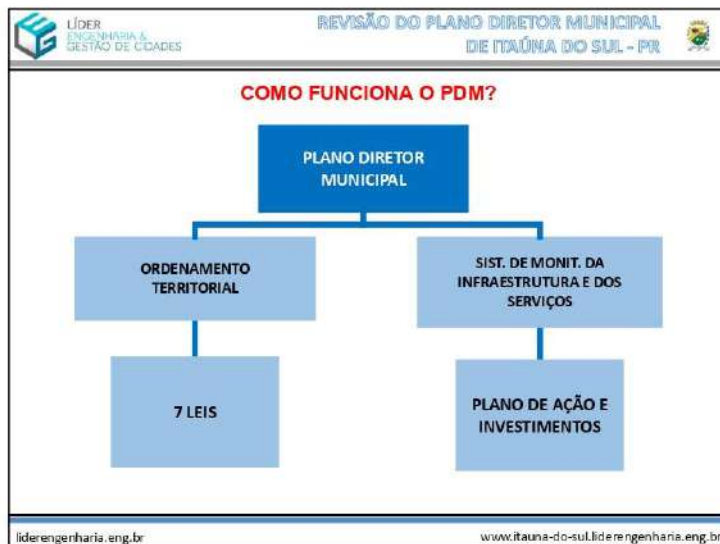 LÍDER
ENGENHARIA &
GESTÃO DE CIDADES
REVISÃO DO PLANO DIRETOR MUNICIPAL
DE ITAÚNA DO SUL - PR
COMO FUNCIONA O PDM?
PLANO DIRETOR
MUNICIPAL
ORDENAMENTO
TERRITORIAL
SIST. DE MONIT. DA
INFRAESTRUTURA E DOS
SERVIÇOS
7 LEIS
PLANO DE AÇÃO E
INVESTIMENTOS
liderengenharia.eng.br
www.itauna-do-sul.liderengenharia.eng.br